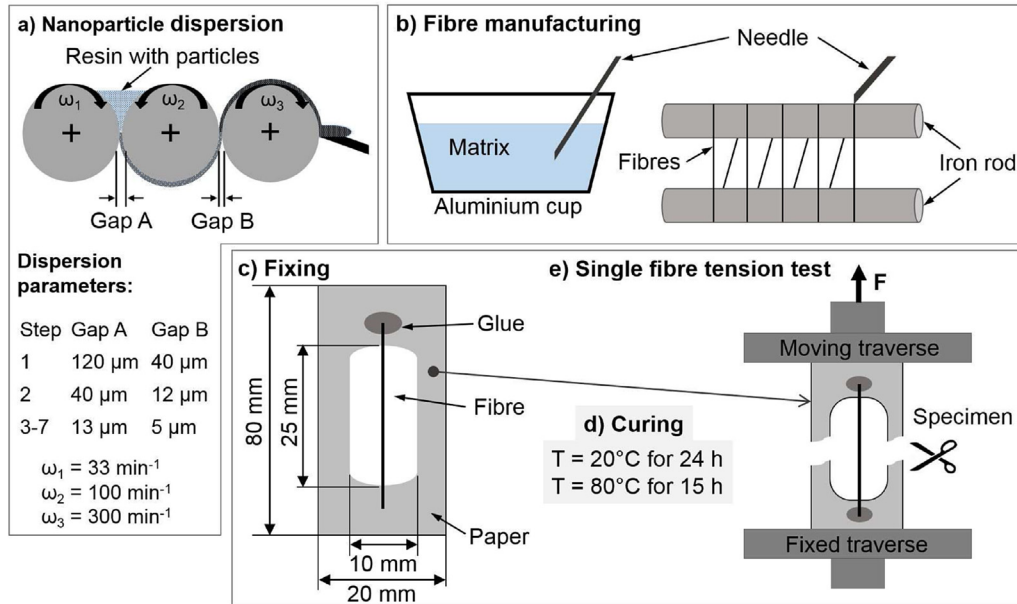 a) Nanoparticle dispersion
Resin with particles
ω₁ ω₂ ω₃
+ + +
Gap A Gap B
Dispersion
parameters:
Step Gap A Gap B
1 120 μm 40 μm
2 40 μm 12 μm
3-7 13 μm 5 μm
ω₁ = 33 min⁻¹
ω₂ = 100 min⁻¹
ω₃ = 300 min⁻¹
b) Fibre manufacturing
Needle
Matrix
Aluminium cup
Fibres
Iron rod
c) Fixing
Glue
Fibre
Paper
80 mm
25 mm
10 mm
20 mm
d) Curing
T = 20°C for 24 h
T = 80°C for 15 h
e) Single fibre tension test
F
Moving traverse
Specimen
Fixed traverse